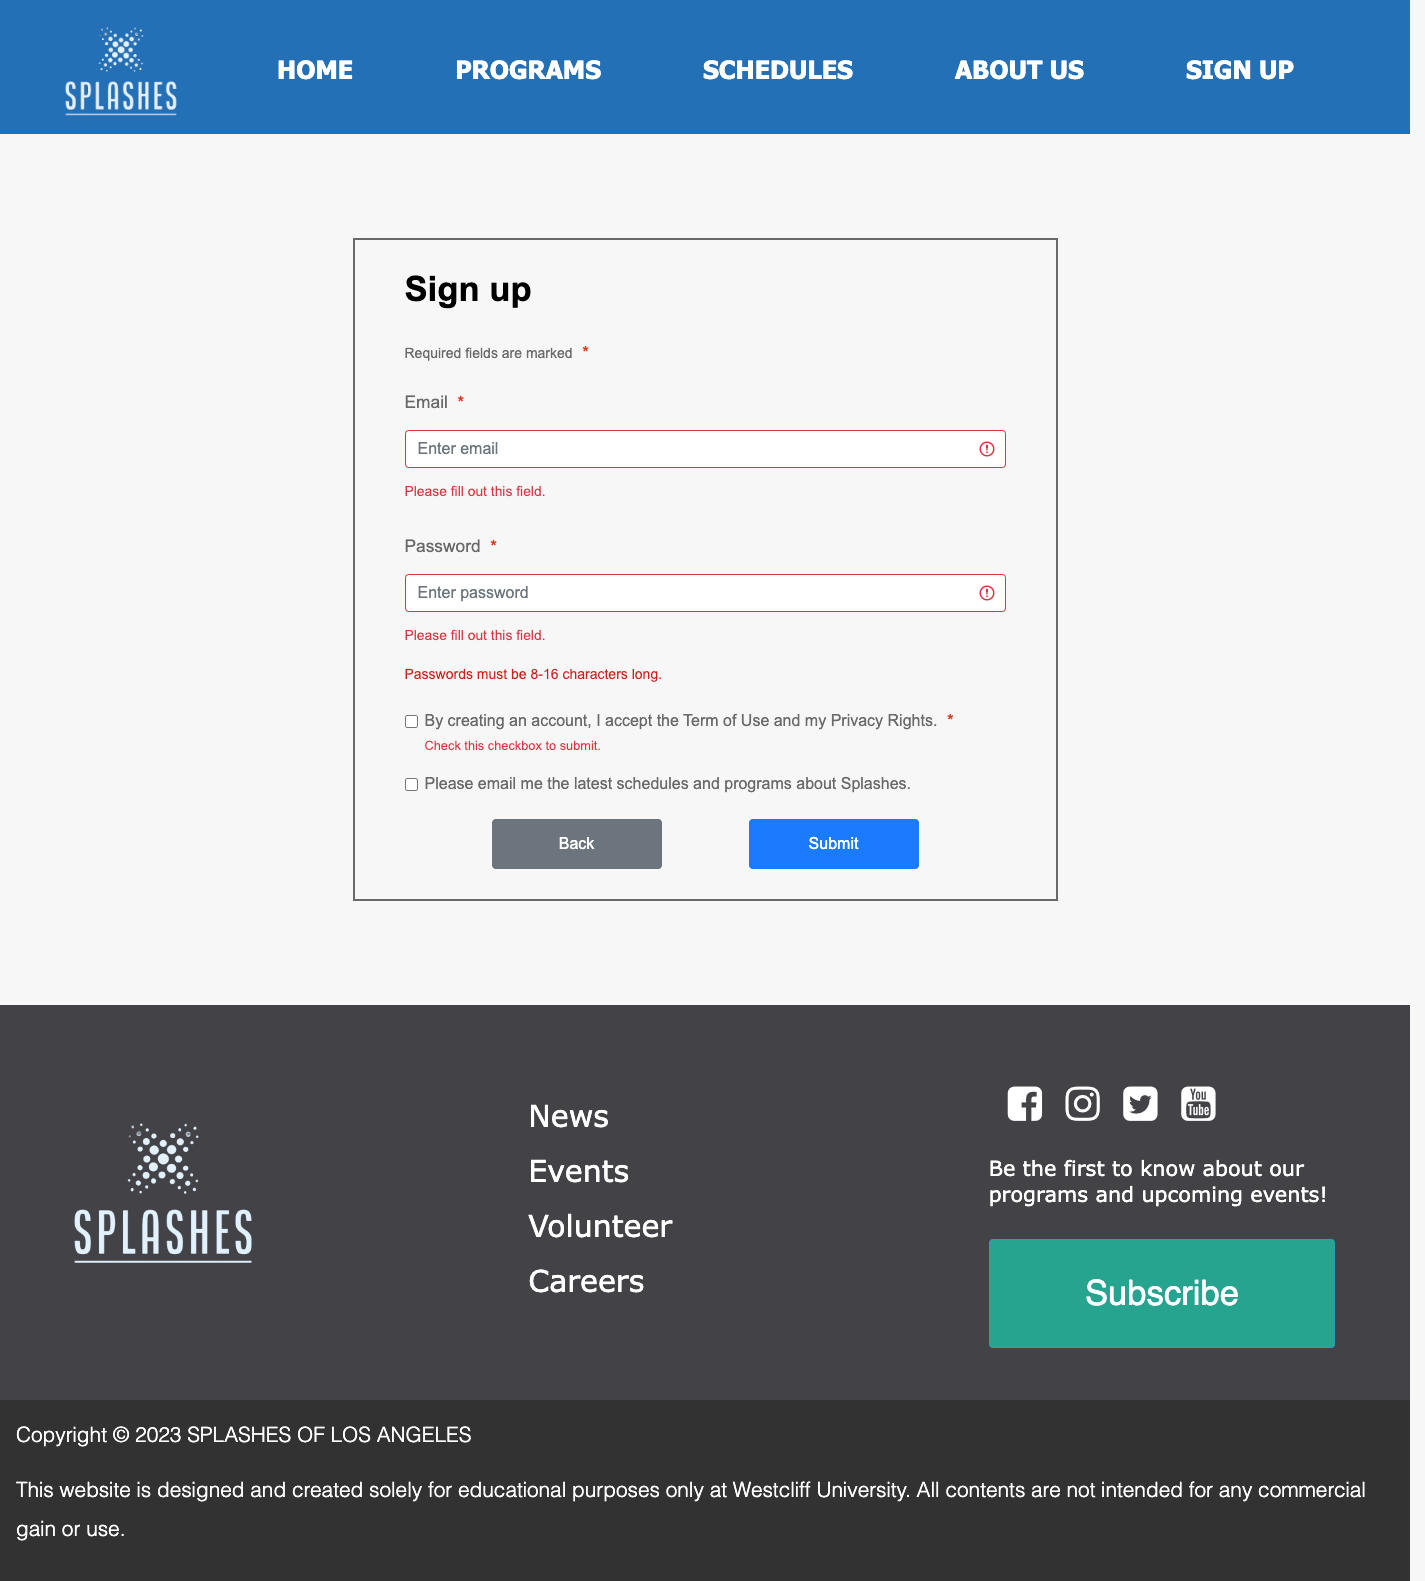 SPLASHES
HOME
PROGRAMS
SCHEDULES
ABOUT US
SIGN UP
Sign up
Required fields are marked *
Email *
Enter email
Please fill out this field.
Password *
Enter password
Please fill out this field.
Passwords must be 8-16 characters long.
By creating an account, I accept the Term of Use and my Privacy Rights. *
Check this checkbox to submit.
Please email me the latest schedules and programs about Splashes.
Back
Submit
SPLASHES
News
Events
Volunteer
Careers
You
Tube
Be the first to know about our
programs and upcoming events!
Subscribe
Copyright © 2023 SPLASHES OF LOS ANGELES
This website is designed and created solely for educational purposes only at Westcliff University. All contents are not intended for any commercial
gain or use.